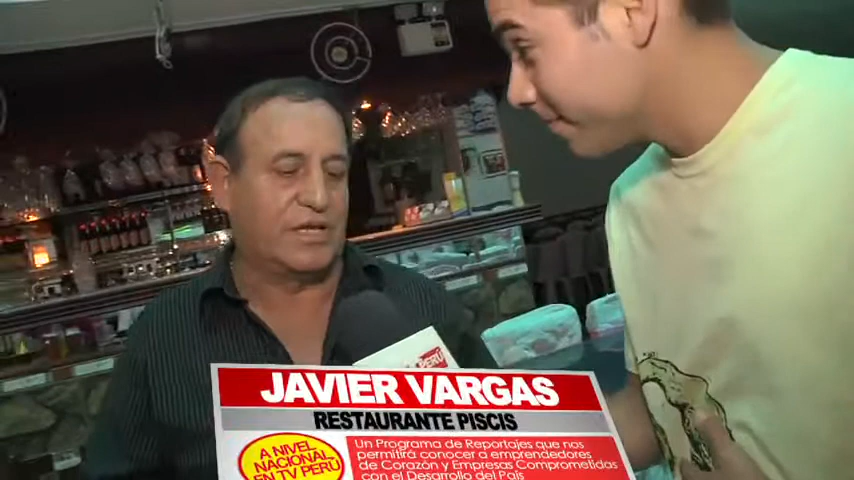 PERÚ
JAVIER VARGAS
RESTAURANTE PISCIS
A NIVEL
NACIONAL
EN TV PERU
Un Programa de Reportajes que nos
permitirá conocer a emprendedores
de Corazón y Empresas Comprometidas
con el Desarrollo del País